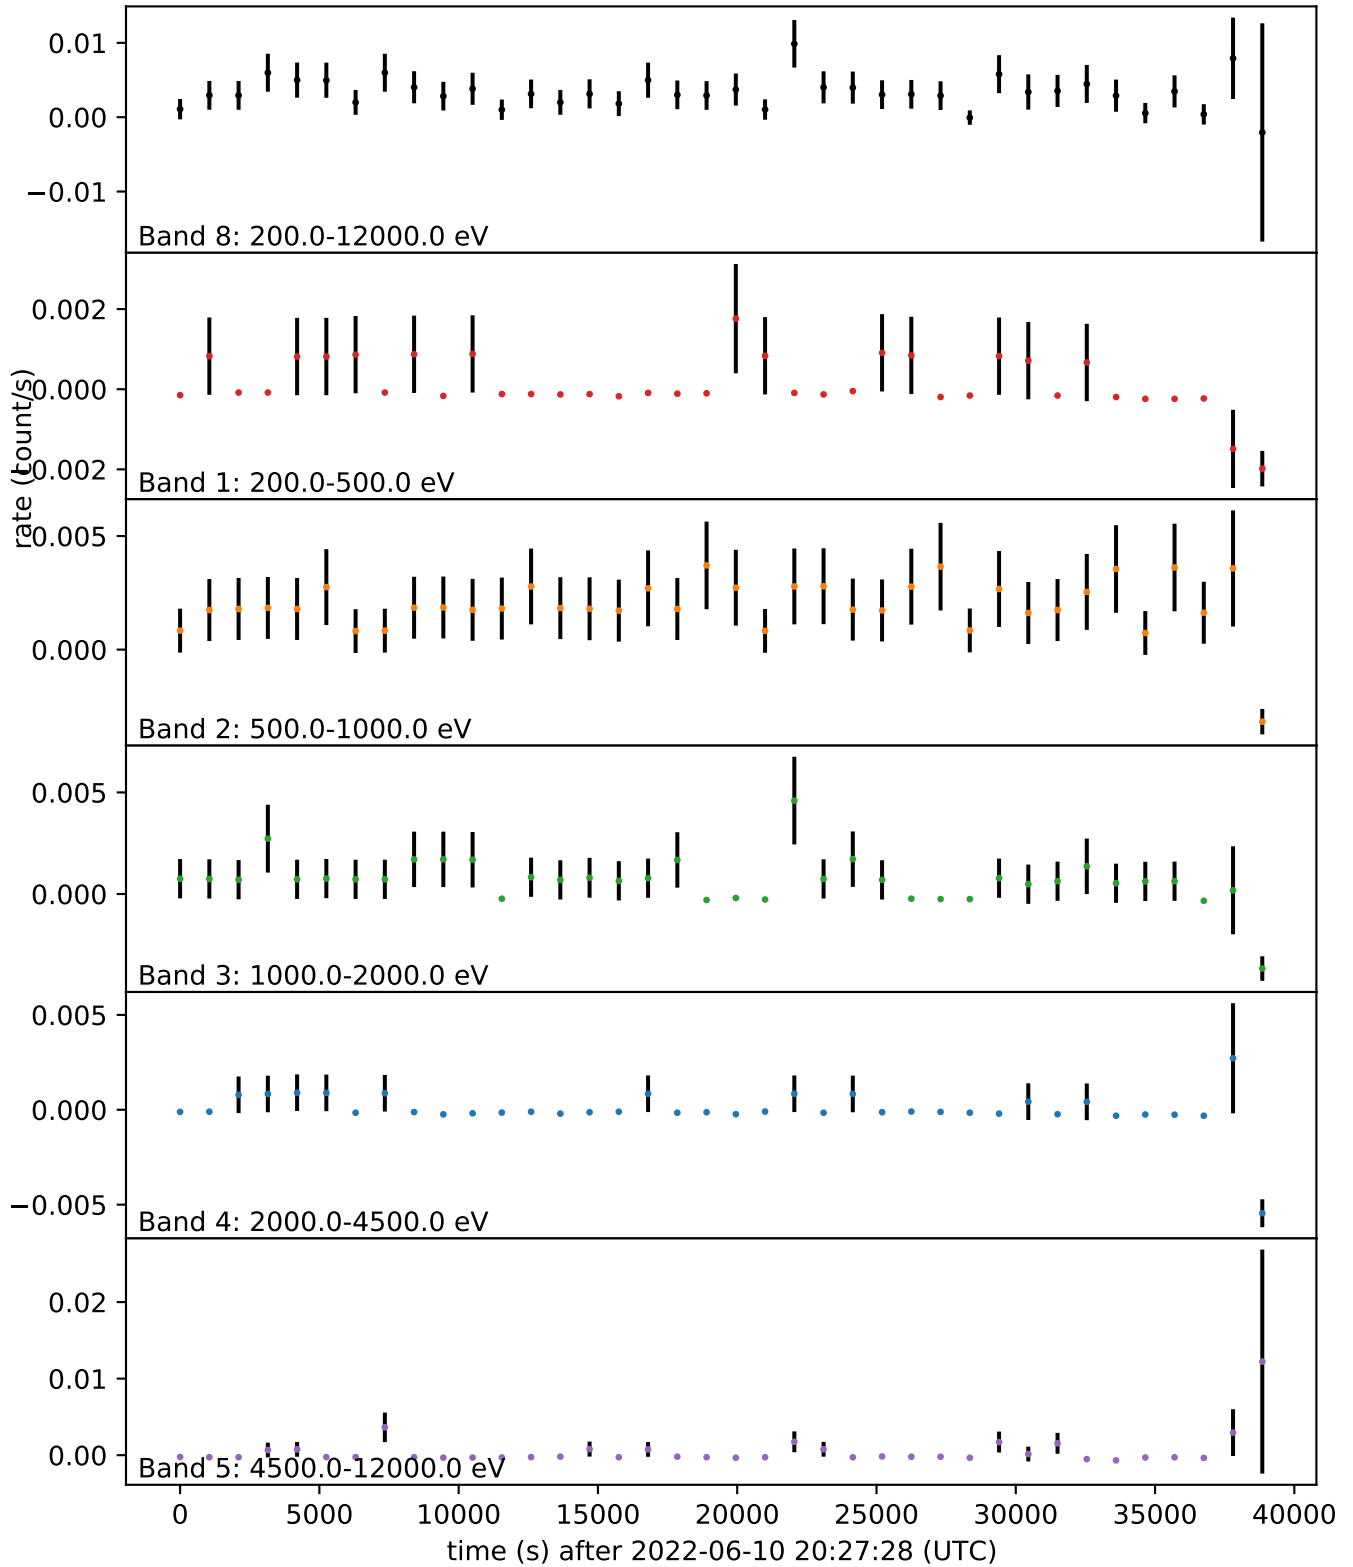 0.01
0.00
−0.01
Band 8: 200.0-12000.0 eV
0.002
0.000
0.002
Band 1: 200.0-500.0 eV
rate (count/s)
0.005
0.000
Band 2: 500.0-1000.0 eV
0.005
0.000
Band 3: 1000.0-2000.0 eV
0.005
0.000
−0.005
Band 4: 2000.0-4500.0 eV
0.02
0.01
0.00
Band 5: 4500.0-12000.0 eV
0 5000 10000 15000 20000 25000 30000 35000 40000
time (s) after 2022-06-10 20:27:28 (UTC)